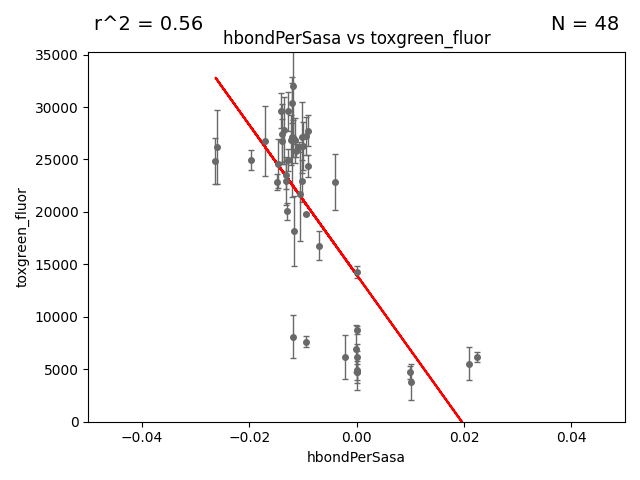 r^2 = 0.56
N = 48
hbondPerSasa vs toxgreen_fluor
toxgreen_fluor
35000
30000
25000
20000
15000
10000
5000
0
−0.04
−0.02
0.00
0.02
0.04
hbondPerSasa